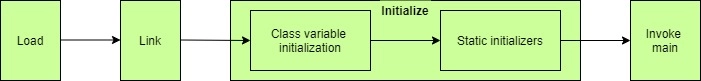 Load
Link
Initialize
Class variable
initialization
Static initializers
Invoke
main